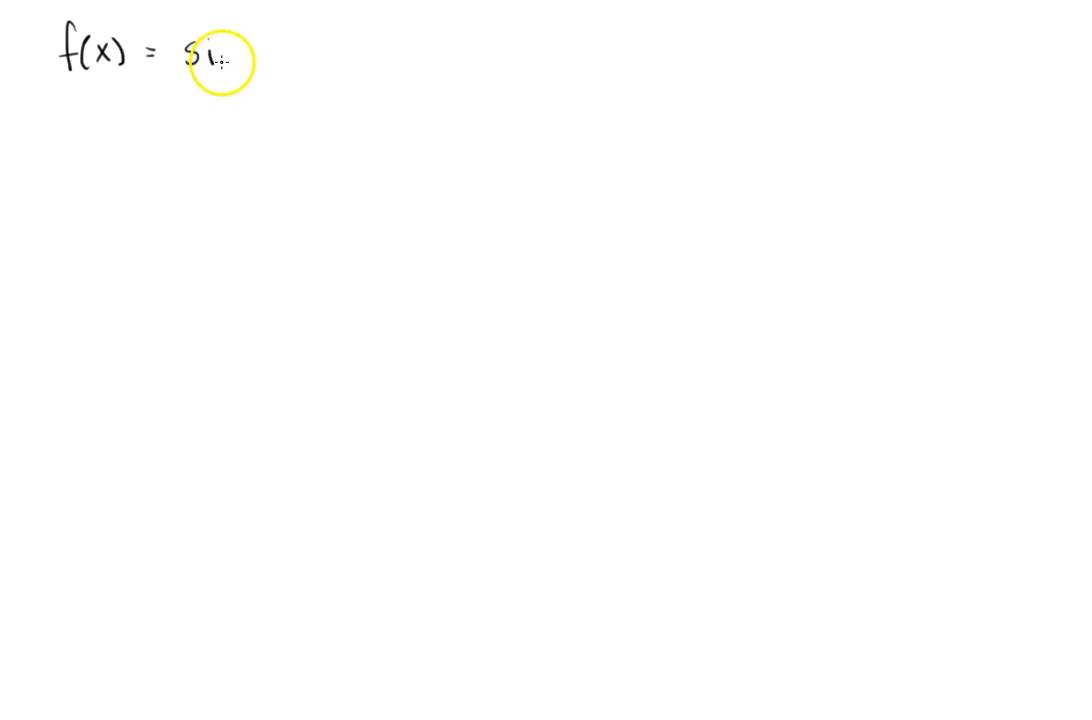 f(x) = si